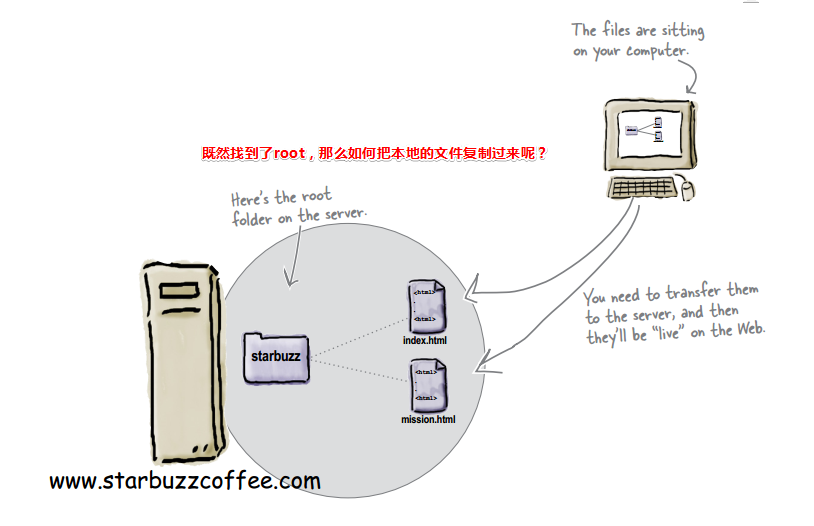 The files are sitting
on your computer.
既然找到了root，那么如何把本地的文件复制过来呢？
Here's the root
folder on the server.
<html>
<html>
index.html
You need to transfer them
to the server, and then
they'll be “live” on the Web.
starbuzz
<html>
<html>
mission.html
www.starbuzzcoffee.com